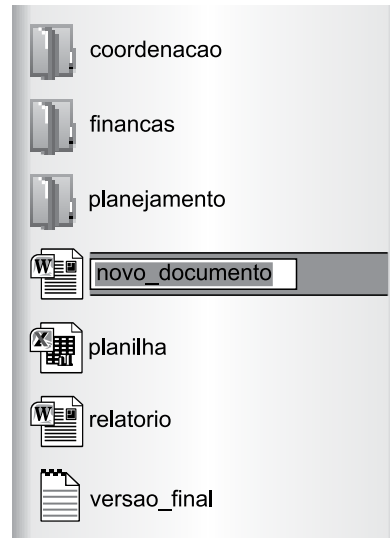 coordenacao
financas
planejamento
novo_documento
planilha
relatorio
versao_final